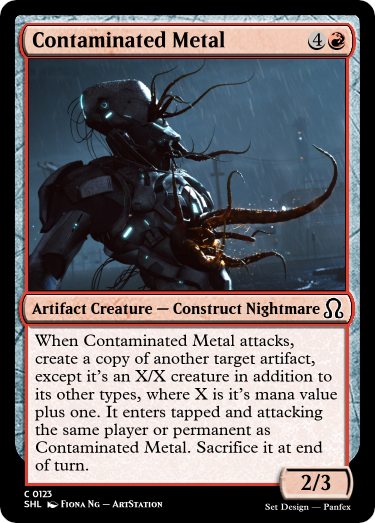 Contaminated Metal 4
Artifact Creature — Construct Nightmare
When Contaminated Metal attacks,
create a copy of another target artifact,
except it's an X/X creature in addition to
its other types, where X is it's mana value
plus one. It enters tapped and attacking
the same player or permanent as
Contaminated Metal. Sacrifice it at end
of turn.
2/3
C 0123
SHL Fiona Ng — ArtStation
Set Design — Panfex